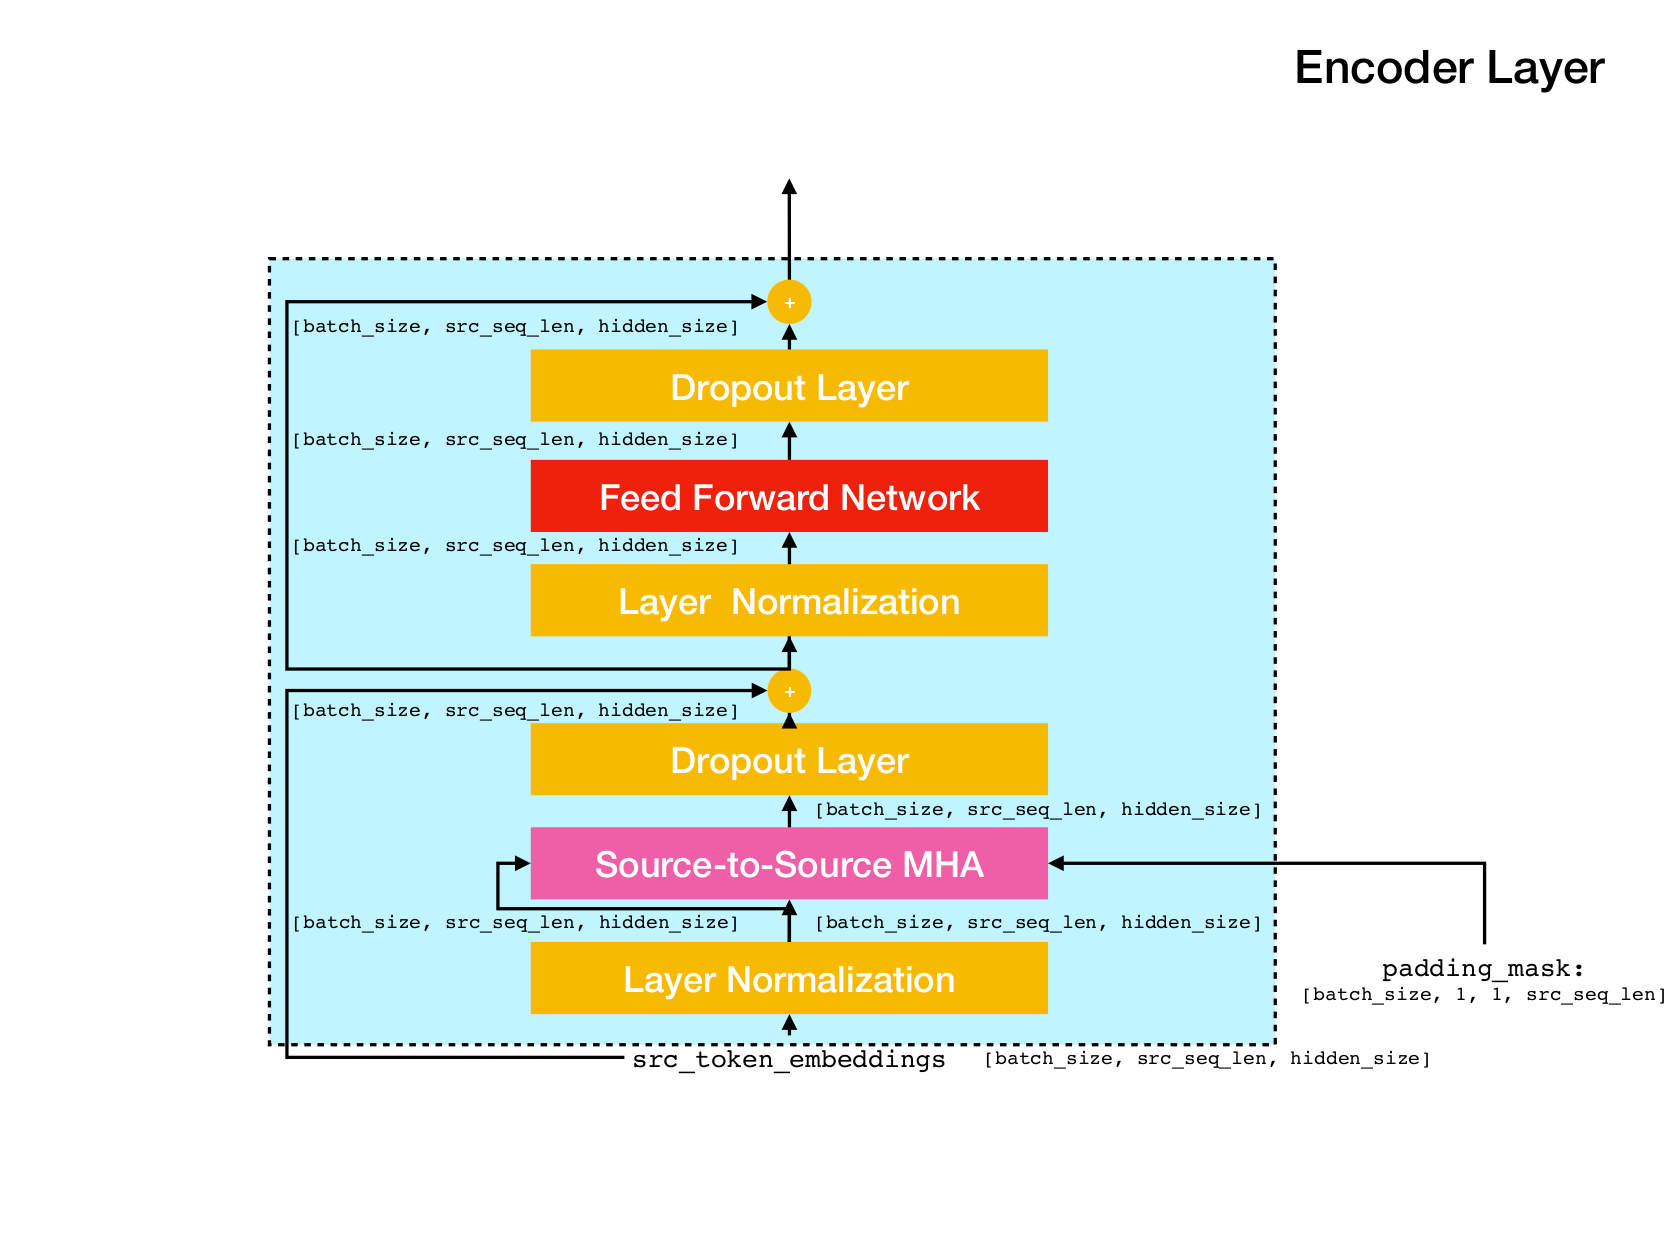 Encoder Layer
+
[batch_size, src_seq_len, hidden_size]
Dropout Layer
[batch_size, src_seq_len, hidden_size]
Feed Forward Network
[batch_size, src_seq_len, hidden_size]
Layer  Normalization
+
[batch_size, src_seq_len, hidden_size]
Dropout Layer
[batch_size, src_seq_len, hidden_size]
Source-to-Source MHA
[batch_size, src_seq_len, hidden_size]
[batch_size, src_seq_len, hidden_size]
Layer Normalization
padding_mask:
[batch_size, 1, 1, src_seq_len]
src_token_embeddings
[batch_size, src_seq_len, hidden_size]